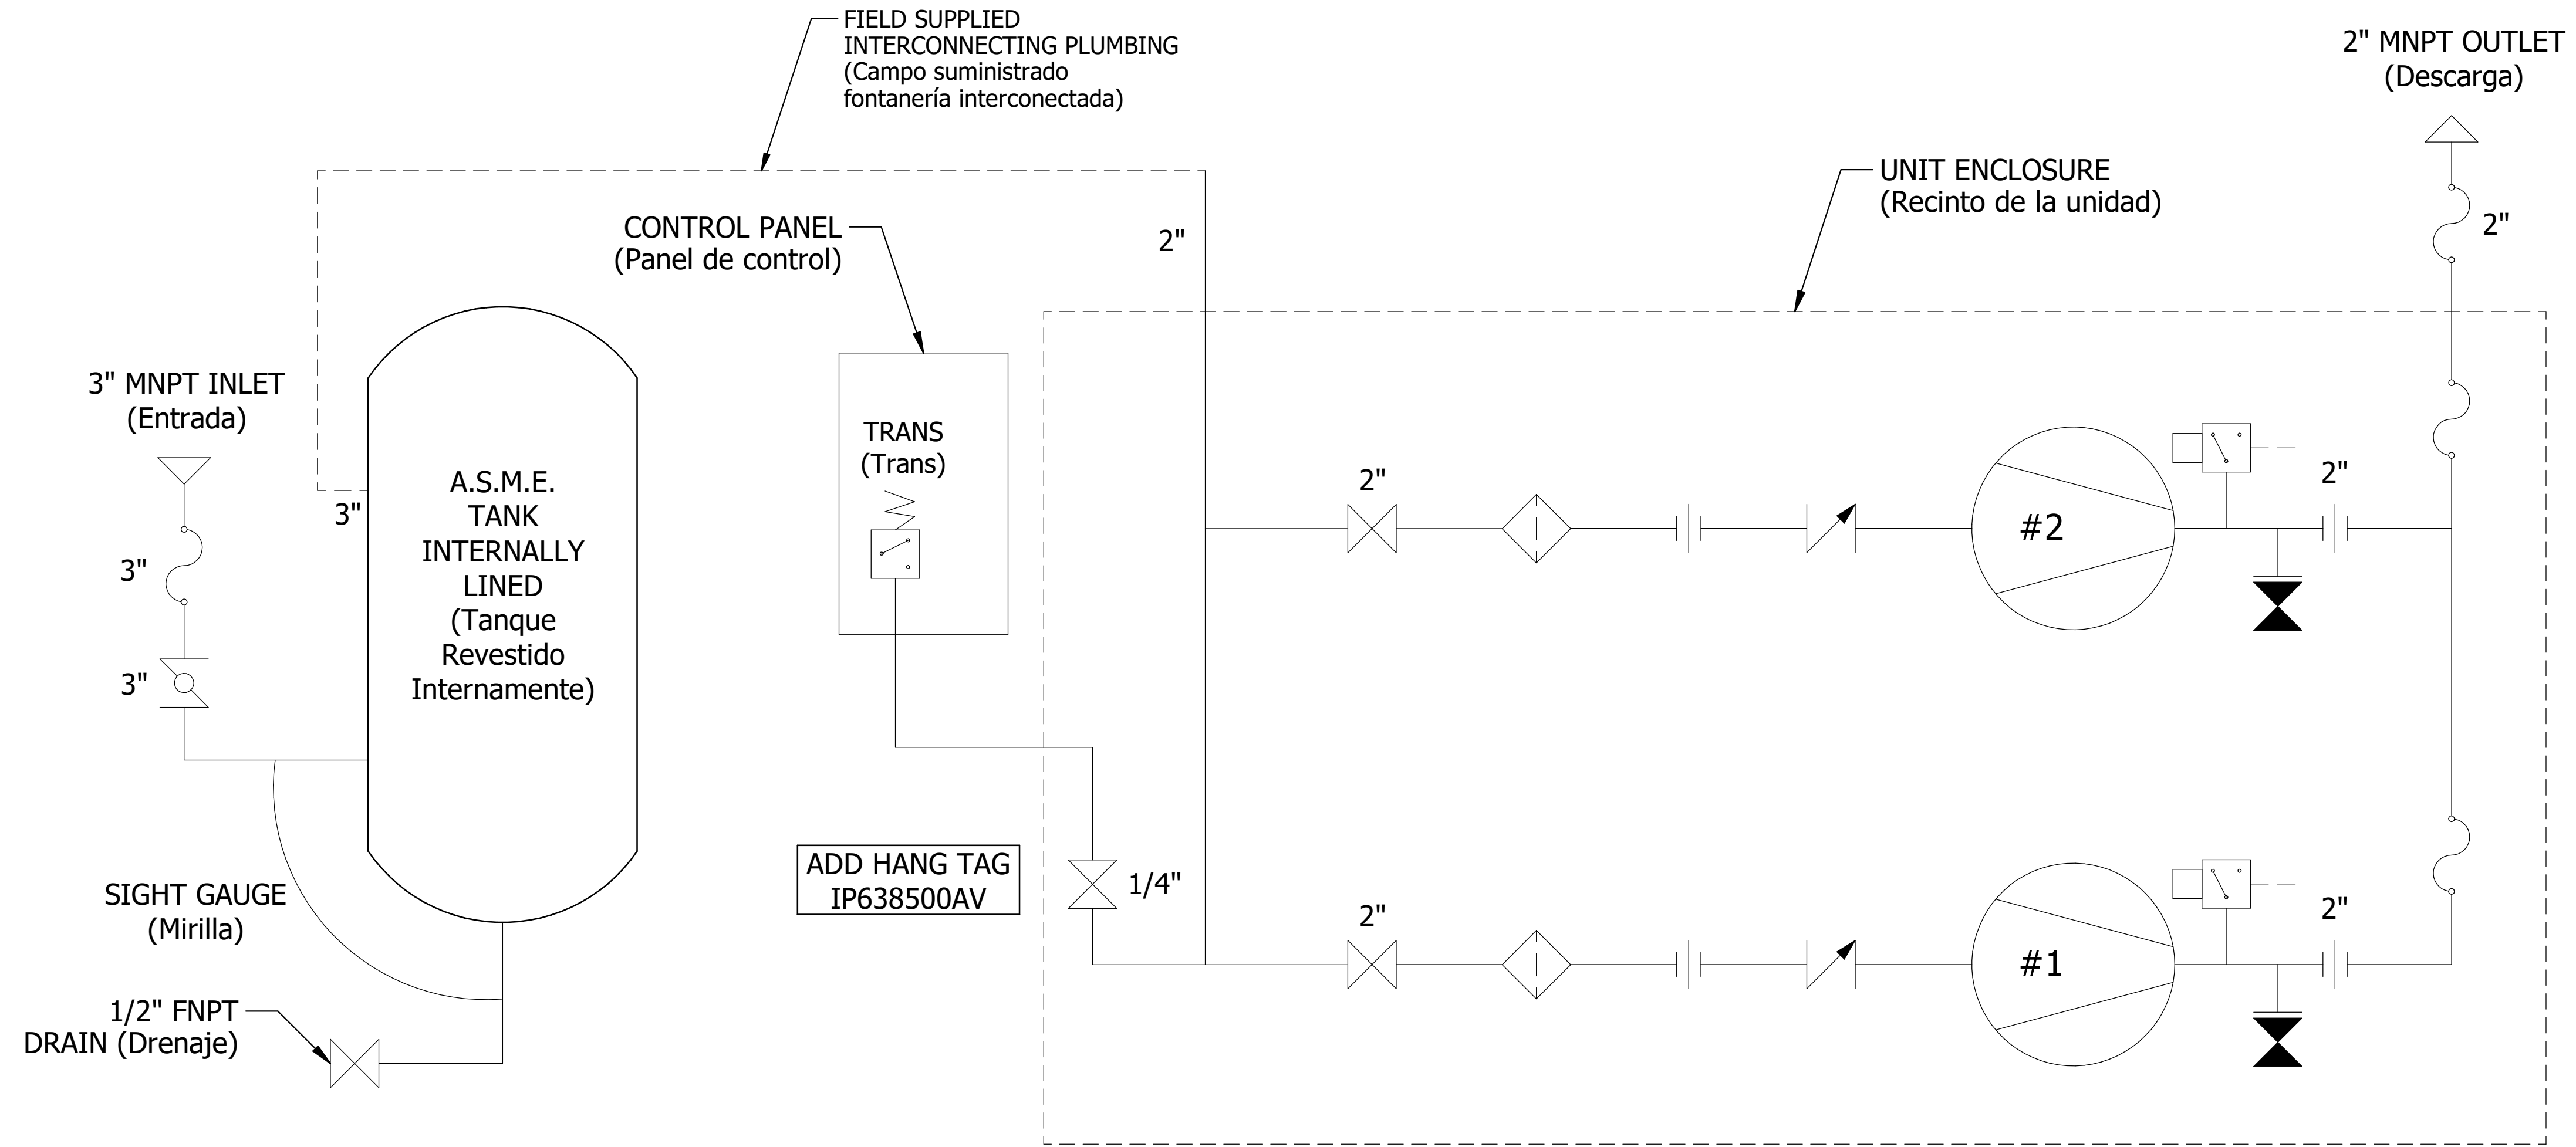 FIELD SUPPLIED
INTERCONNECTING PLUMBING
(Campo suministrado
fontanería interconectada)
2" MNPT OUTLET
(Descarga)
UNIT ENCLOSURE
(Recinto de la unidad)
2"
CONTROL PANEL
(Panel de control)
2"
3" MNPT INLET
(Entrada)
TRANS
(Trans)
A.S.M.E.
TANK
INTERNALLY
LINED
(Tanque
Revestido
Internamente)
3"
3"
3"
2"
#2
2"
ADD HANG TAG
IP638500AV
1/4"
SIGHT GAUGE
(Mirilla)
2"
#1
2"
1/2" FNPT
DRAIN (Drenaje)